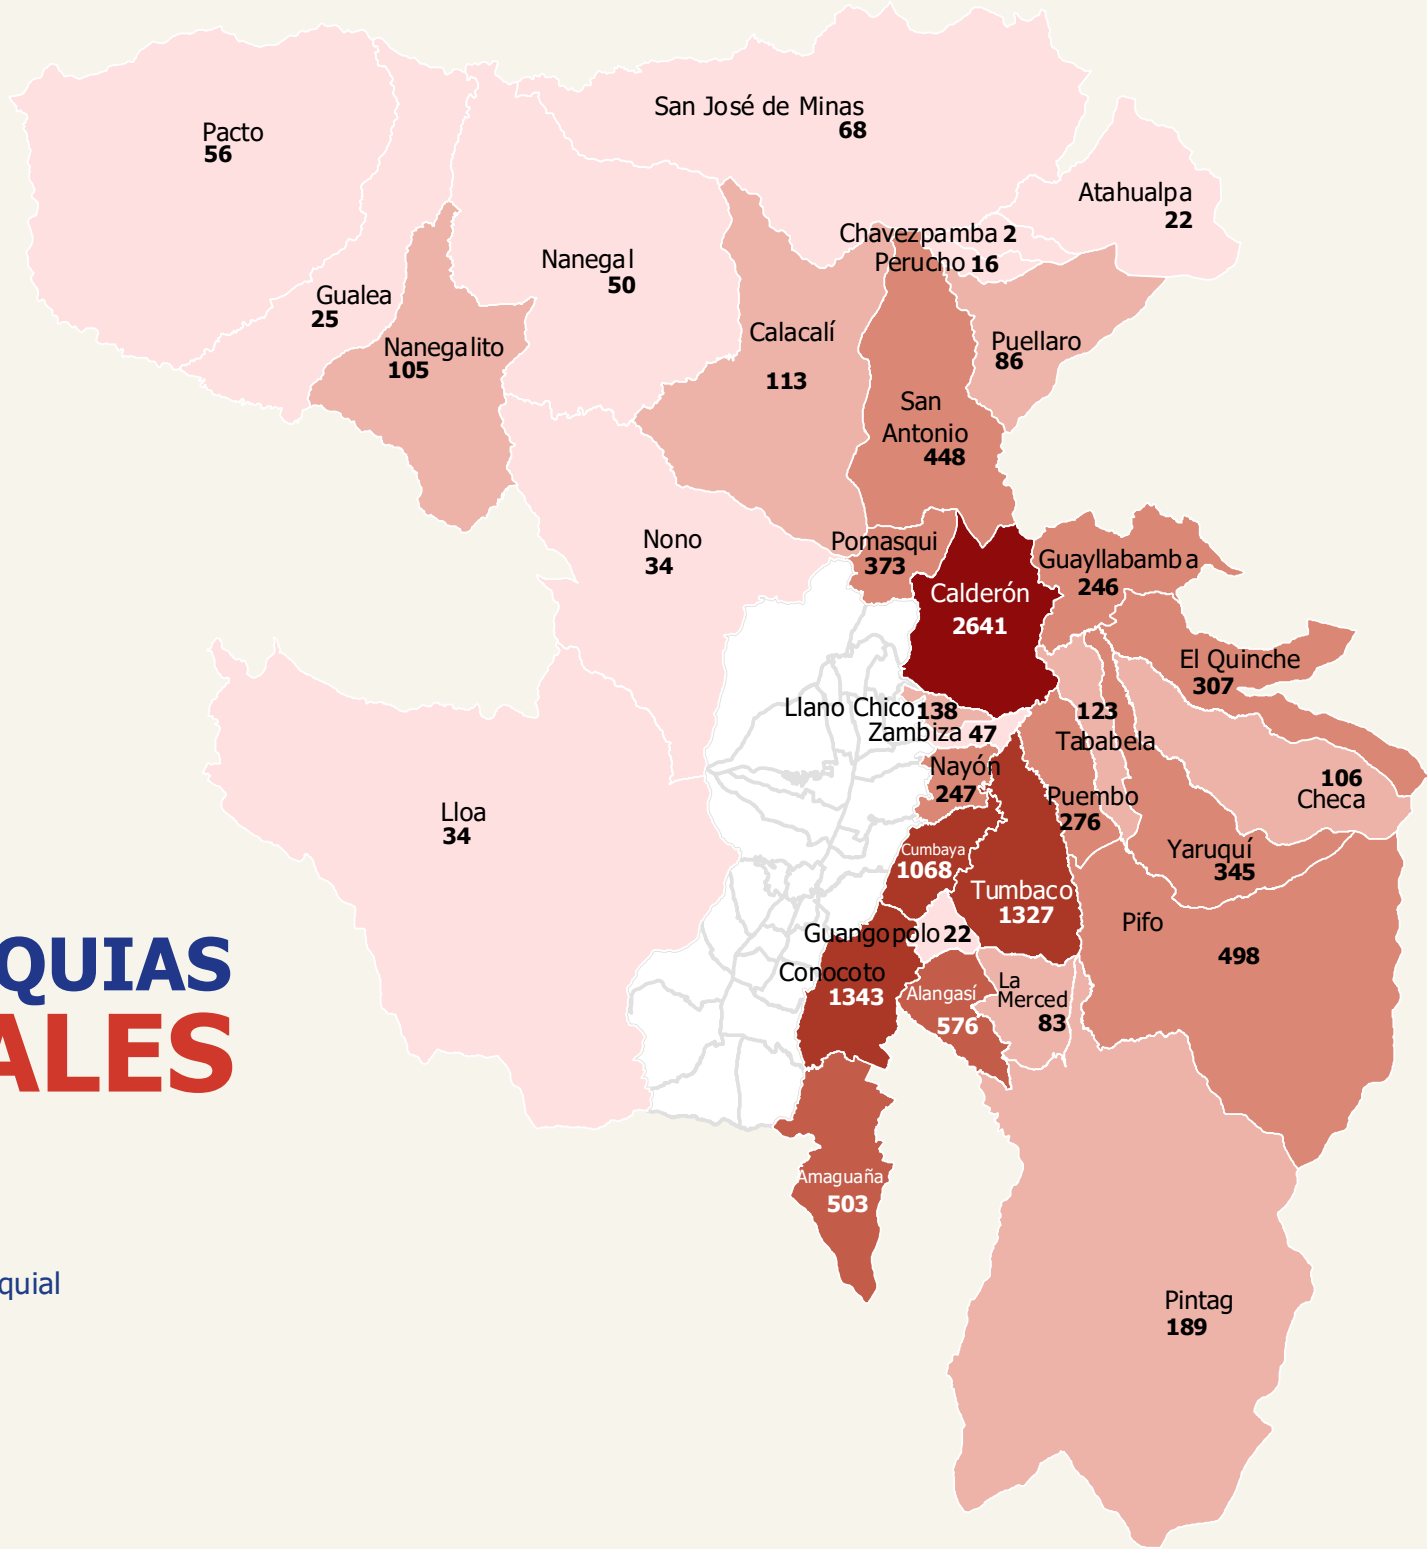 San José de Minas
68
Pacto
56
Atahualpa
22
Chavezpamba 2
Perucho 16
Nanegal
50
Gualea
25
Calacalí
113
Nanegalito
105
Puellaro
86
San
Antonio
448
Nono
34
Pomasqui
373
Guayllabamba
246
Calderón
2641
El Quinche
307
Llano Chico 138
Zambiza 47
123
Tababela
Nayón
247
106
Checa
Puembo
276
Lloa
34
Cumbaya
1068
Yaruquí
345
Tumbaco
1327
Pifo
498
Guangopolo 22
Conocoto
1343
Alangasí
576
La
Merced
83
QUIAS
ALES
Amaguaña
503
quial
Pintag
189